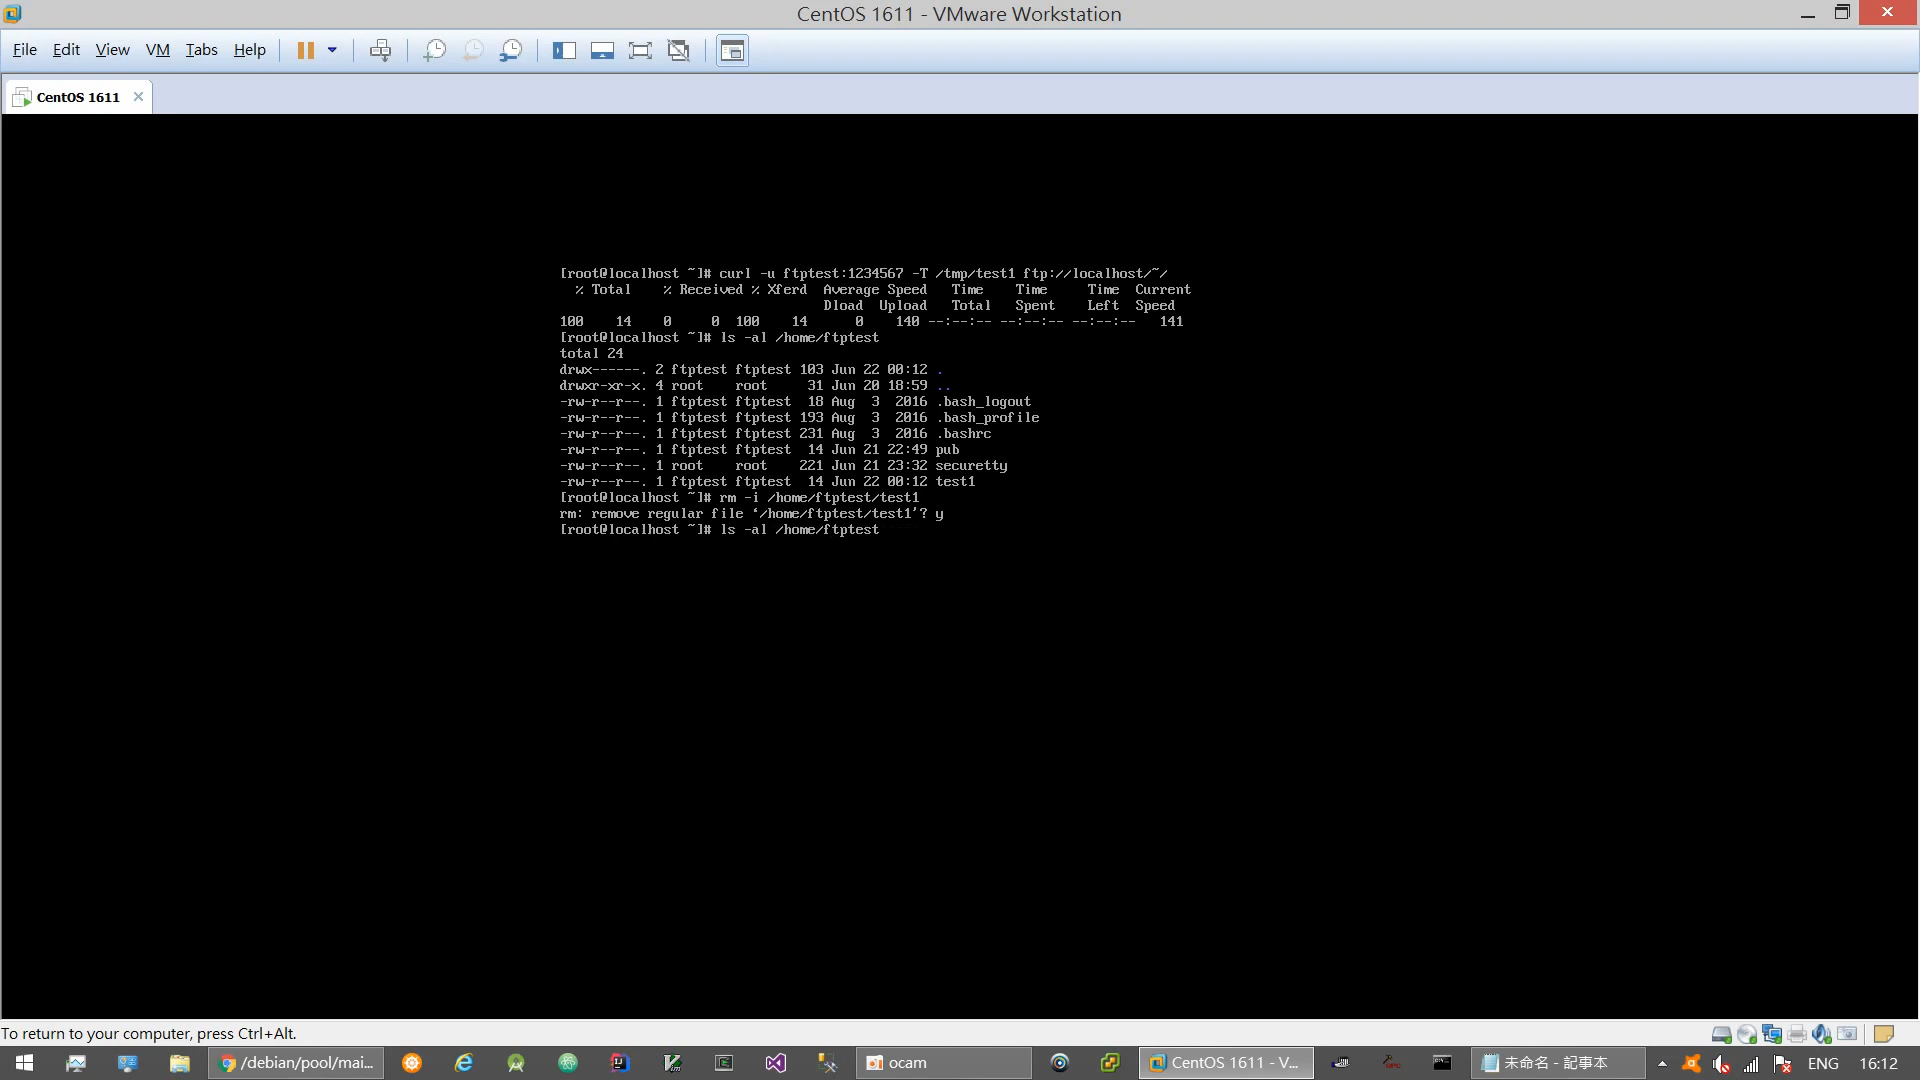 CentOS 1611 - VMware Workstation
File Edit View VM Tabs Help
CentOS 1611
[root@localhost ~]# curl -u ftptest:1234567 -T /tmp/test1 ftp://localhost/~/
% Total % Received % Xferd Average Speed Time Time Time Current
Dload Upload Total Spent Left Speed
100 14 0 0 100 14 0 140 --:--:-- --:--:-- --:--:-- 141
[root@localhost ~]# ls -al /home/ftptest
total 24
drwx------. 2 ftptest ftptest 103 Jun 22 00:12 .
drwxr-xr-x. 4 root root 31 Jun 20 18:59 ..
-rw-r--r--. 1 ftptest ftptest 18 Aug 3 2016 .bash_logout
-rw-r--r--. 1 ftptest ftptest 193 Aug 3 2016 .bash_profile
-rw-r--r--. 1 ftptest ftptest 231 Aug 3 2016 .bashrc
-rw-r--r--. 1 ftptest ftptest 14 Jun 21 22:49 pub
-rw-r--r--. 1 root root 221 Jun 21 23:32 securetty
-rw-r--r--. 1 ftptest ftptest 14 Jun 22 00:12 test1
[root@localhost ~]# rm -i /home/ftptest/test1
rm: remove regular file ‘/home/ftptest/test1’? y
[root@localhost ~]# ls -al /home/ftptest
To return to your computer, press Ctrl+Alt.
/debian/pool/mai... ocam CentOS 1611 - V... 未命名 - 記事本 ENG 16:12